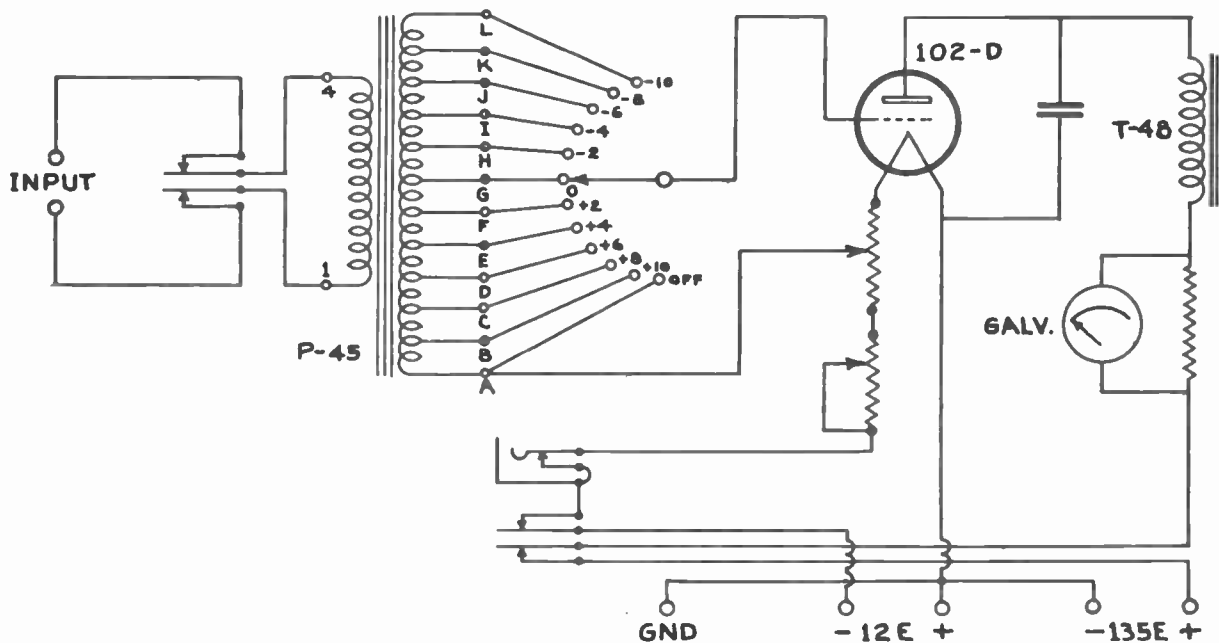 INPUT
4
1
P-45
L
K
J
I
H
G
F
E
D
C
B
A
-10
-8
-6
-4
-2
0
+2
+4
+6
+8
+10
OFF
102-D
T-48
GALV.
GND
-12E +
-135E +